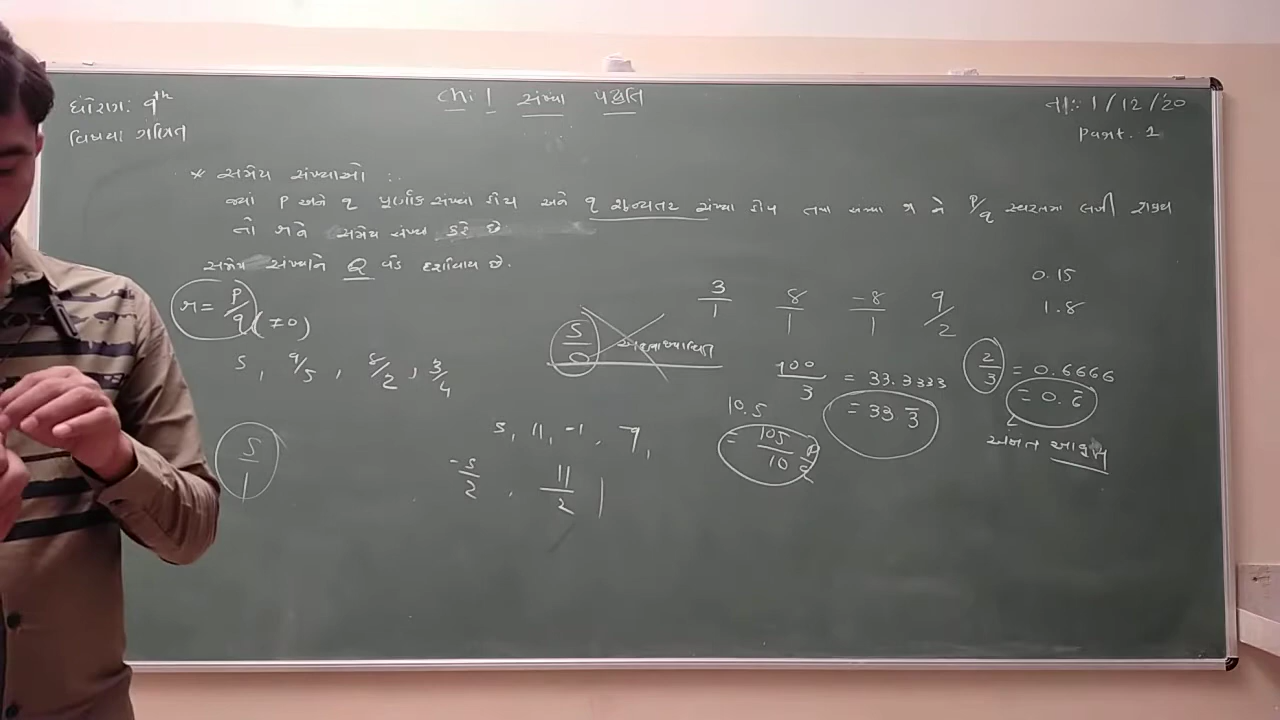 ધોરણ: 9th
વિષય: ગણિત
Ch: 1 સંખ્યા પદ્ધતિ
તા: 1/12/'20
Part. 1
* સંમેય સંખ્યાઓ :
જ્યાં P અને q પૂર્ણાંક સંખ્યા હોય અને q શૂન્યેતર સંખ્યા હોય તથા સંખ્યા r ને P/q સ્વરૂપમાં લખી શકાય
તો r ને સંમેય સંખ્યા કહે છે.
સંમેય સંખ્યાને Q વડે દર્શાવાય છે.
r = P/q (≠0)
5, 9/5, 8/2, 3/4
5/1
5/0
5, 11, -1, -9,
-5/2, 11/2
3/1 8/1 -8/1 9/2
0.15
1.8
100/3 = 33.3333
= 33.3̅
10.5
= 105/10 P/q
2/3 = 0.6666
= 0.6̅
અનંત આવૃત્ત